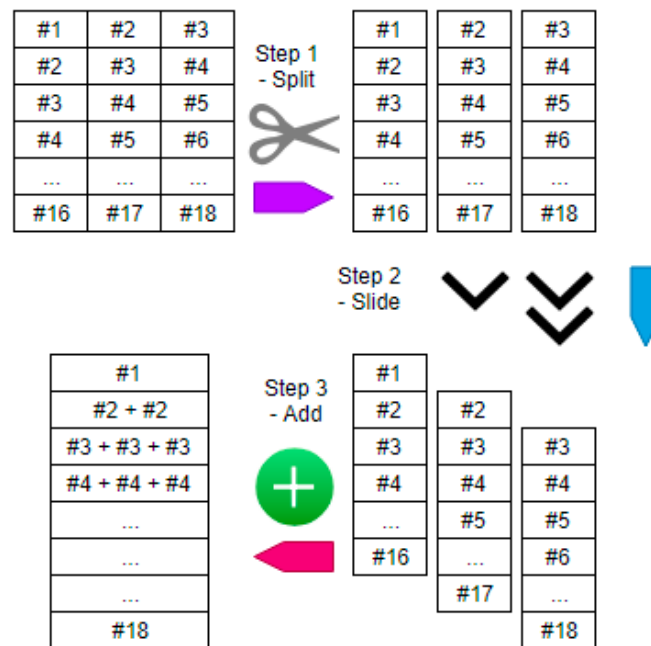 #1 #2 #3
#2 #3 #4
#3 #4 #5
#4 #5 #6
... ... ...
#16 #17 #18
Step 1
- Split
#1 #2 #3
#2 #3 #4
#3 #4 #5
#4 #5 #6
... ... ...
#16 #17 #18
Step 2
- Slide
#1
#2 #2
#3 #3 #3
#4 #4 #4
... #5 #5
#16 ... #6
#17 ...
#18
Step 3
- Add
#1
#2 + #2
#3 + #3 + #3
#4 + #4 + #4
...
...
...
#18